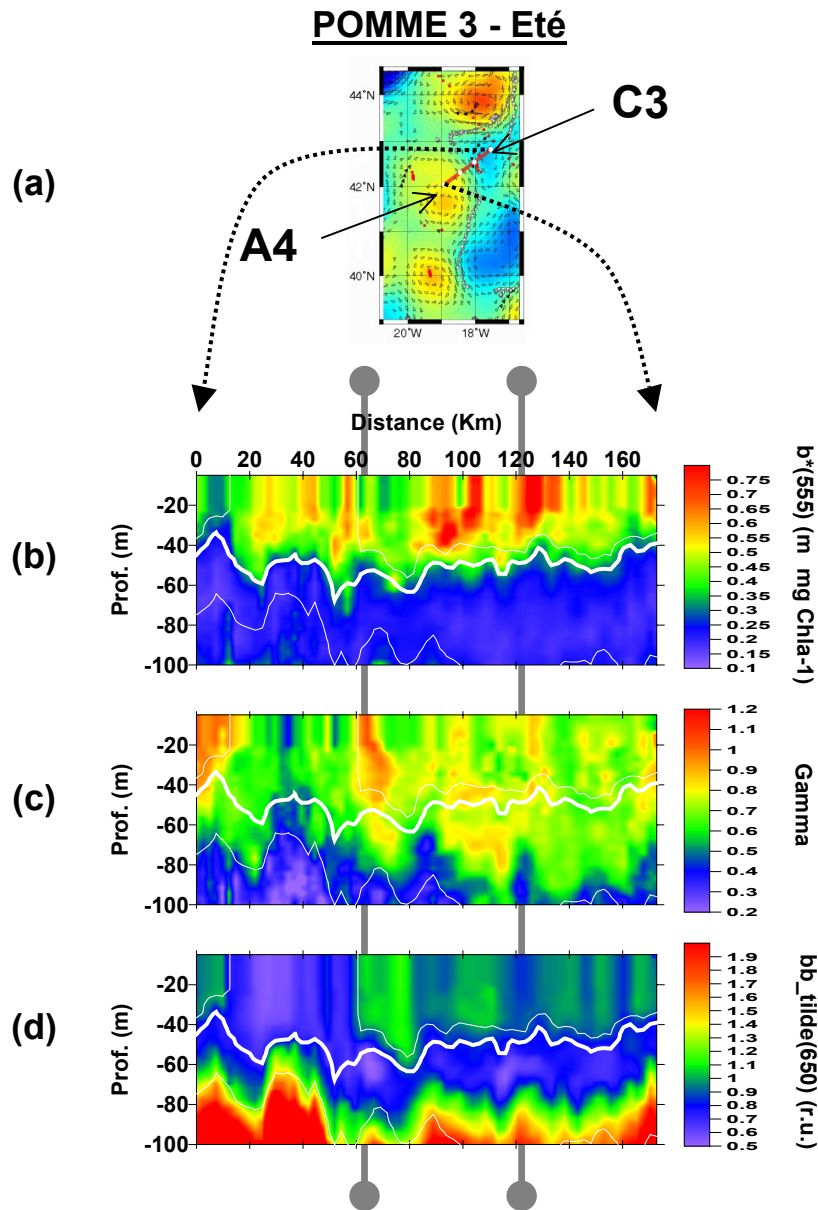 POMME 3 - Eté
(a)
C3
A4
44˚N
42˚N
40˚N
20˚W 18˚W
Distance (Km)
0 20 40 60 80 100 120 140 160
(b)
Prof. (m)
-20
-40
-60
-80
-100
0.75
0.7
0.65
0.6
0.55
0.5
0.45
0.4
0.35
0.3
0.25
0.2
0.15
0.1
b*(555) (m mg Chla-1)
(c)
Prof. (m)
-20
-40
-60
-80
-100
1.2
1.1
1
0.9
0.8
0.7
0.6
0.5
0.4
0.3
0.2
Gamma
(d)
Prof. (m)
-20
-40
-60
-80
-100
1.9
1.8
1.7
1.6
1.5
1.4
1.3
1.2
1.1
1
0.9
0.8
0.7
0.6
0.5
bb_tilde(650) (r.u.)